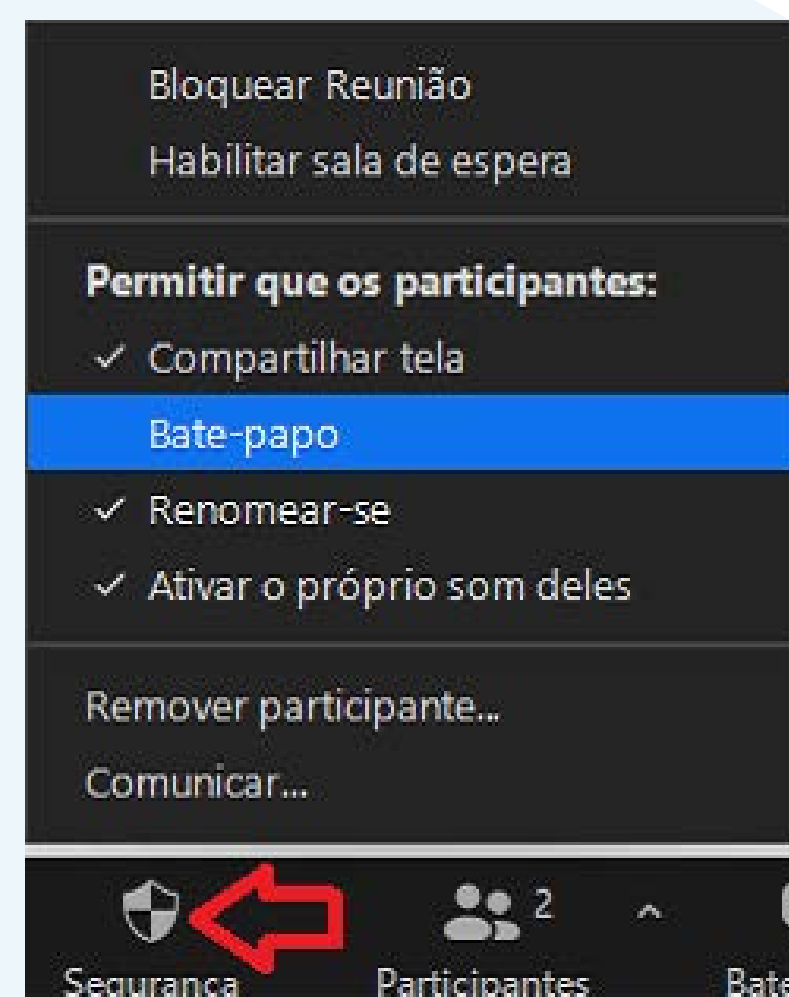 Bloquear Reunião
Habilitar sala de espera
Permitir que os participantes:
✓ Compartilhar tela
Bate-papo
✓ Renomear-se
✓ Ativar o próprio som deles
Remover participante...
Comunicar...
2
Segurança Participantes Bate